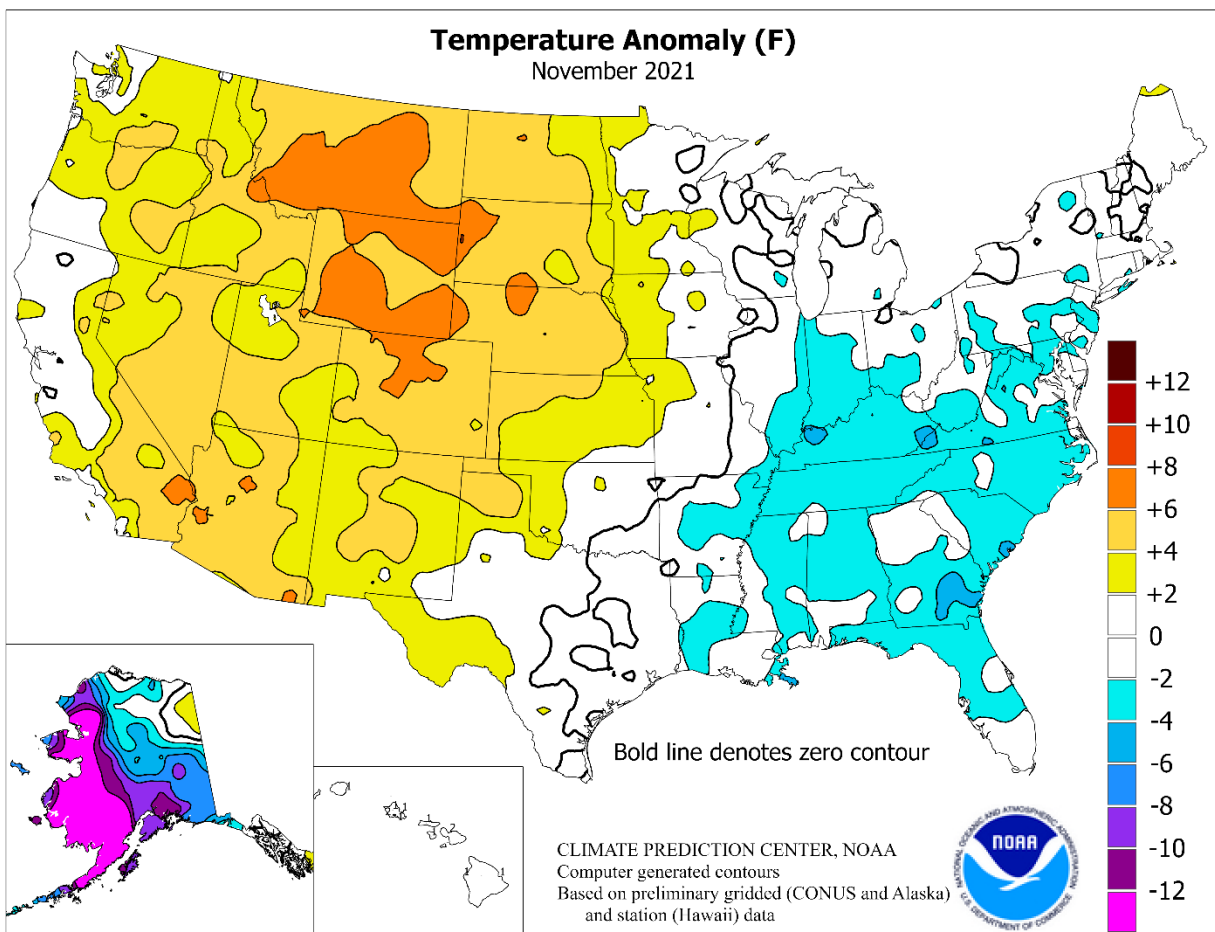 Temperature Anomaly (F)
November 2021
+12
+10
+8
+6
+4
+2
0
-2
-4
-6
-8
-10
-12
Bold line denotes zero contour
CLIMATE PREDICTION CENTER, NOAA
Computer generated contours
Based on preliminary gridded (CONUS and Alaska)
and station (Hawaii) data
NATIONAL OCEANIC AND ATMOSPHERIC ADMINISTRATION
NOAA
U.S. DEPARTMENT OF COMMERCE